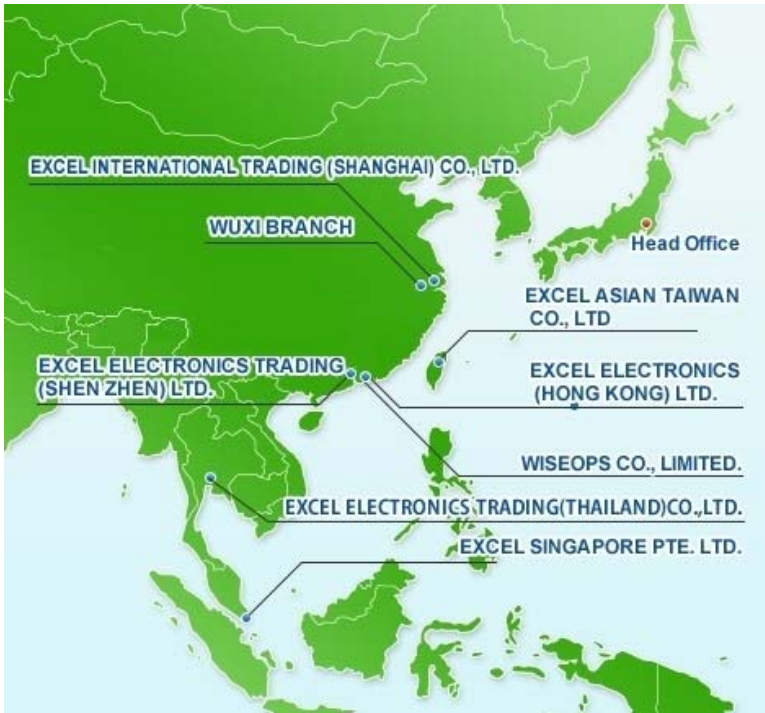 EXCEL INTERNATIONAL TRADING (SHANGHAI) CO., LTD.
WUXI BRANCH
Head Office
EXCEL ASIAN TAIWAN
CO., LTD
EXCEL ELECTRONICS TRADING
(SHEN ZHEN) LTD.
EXCEL ELECTRONICS
(HONG KONG) LTD.
WISEOPS CO., LIMITED.
EXCEL ELECTRONICS TRADING(THAILAND)CO.,LTD.
EXCEL SINGAPORE PTE. LTD.